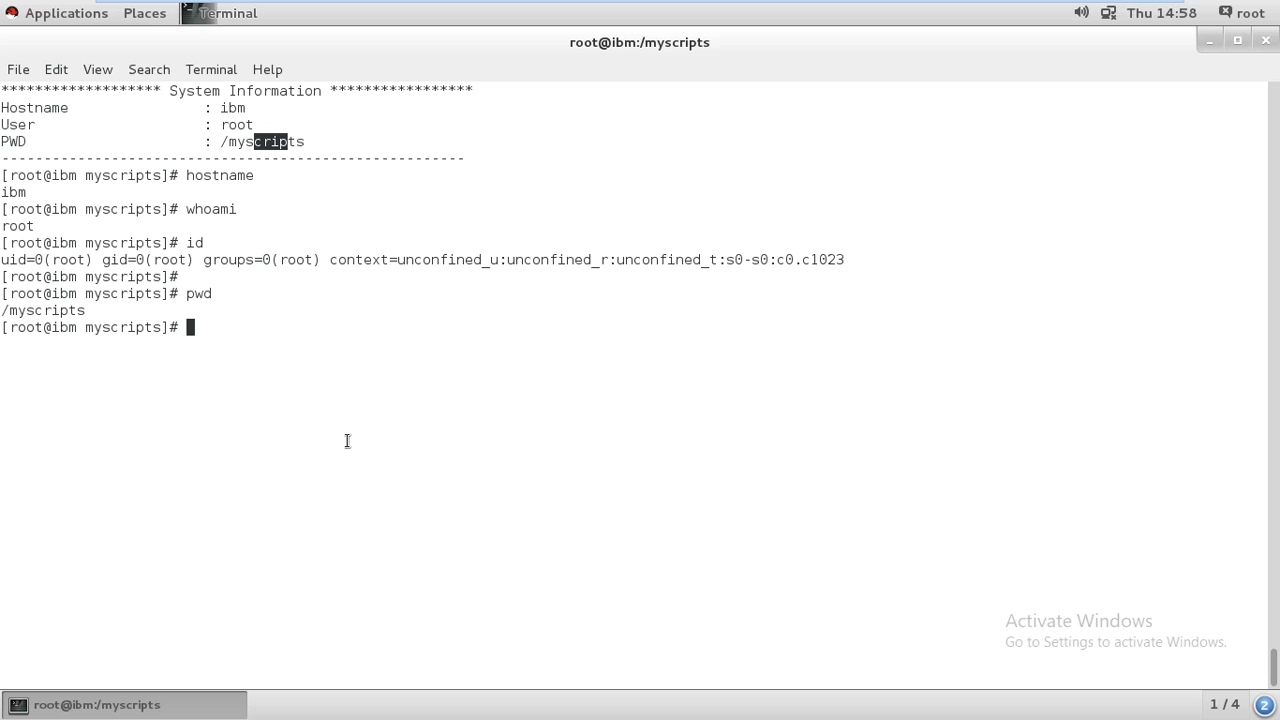 Applications Places Terminal Thu 14:58 root
root@ibm:/myscripts
File Edit View Search Terminal Help
******************* System Information *****************
Hostname : ibm
User : root
PWD : /myscripts
-------------------------------------------------------
[root@ibm myscripts]# hostname
ibm
[root@ibm myscripts]# whoami
root
[root@ibm myscripts]# id
uid=0(root) gid=0(root) groups=0(root) context=unconfined_u:unconfined_r:unconfined_t:s0-s0:c0.c1023
[root@ibm myscripts]#
[root@ibm myscripts]# pwd
/myscripts
[root@ibm myscripts]#
Activate Windows
Go to Settings to activate Windows.
root@ibm:/myscripts 1 / 4 2